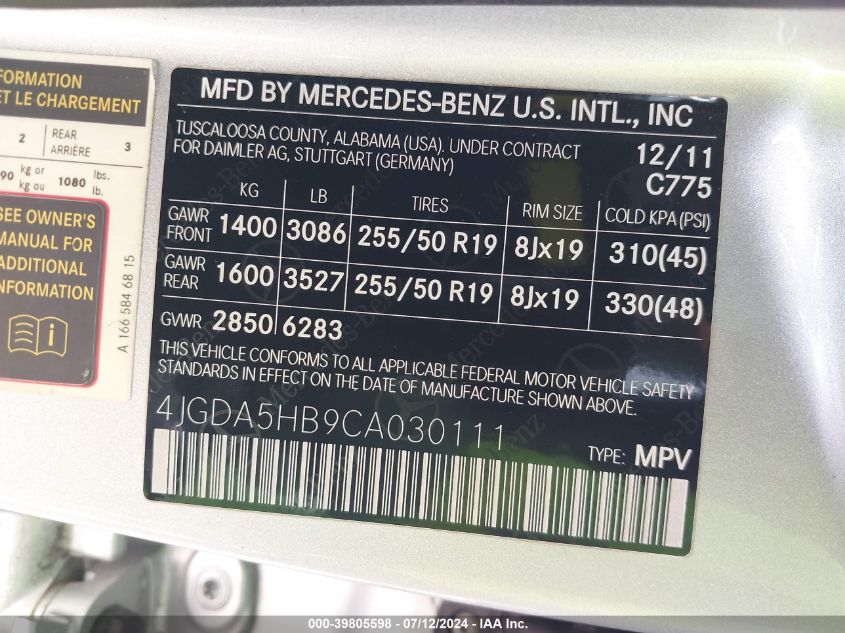 FORMATION
ET LE CHARGEMENT
2 REAR ARRIÈRE 3
90 kg or kg ou 1080 lbs. lb.
SEE OWNER'S
MANUAL FOR
ADDITIONAL
INFORMATION
A 166 584 68 15
MFD BY MERCEDES-BENZ U.S. INTL., INC
TUSCALOOSA COUNTY, ALABAMA (USA). UNDER CONTRACT
FOR DAIMLER AG, STUTTGART (GERMANY)
12/11
C775
KG LB TIRES RIM SIZE COLD KPA (PSI)
GAWR FRONT 1400 3086 255/50 R19 8Jx19 310(45)
GAWR REAR 1600 3527 255/50 R19 8Jx19 330(48)
GVWR 2850 6283
THIS VEHICLE CONFORMS TO ALL APPLICABLE FEDERAL MOTOR VEHICLE SAFETY
STANDARDS IN EFFECT ON THE DATE OF MANUFACTURE SHOWN ABOVE.
4JGDA5HB9CA030111
TYPE: MPV
000-39805598 - 07/12/2024 - IAA Inc.